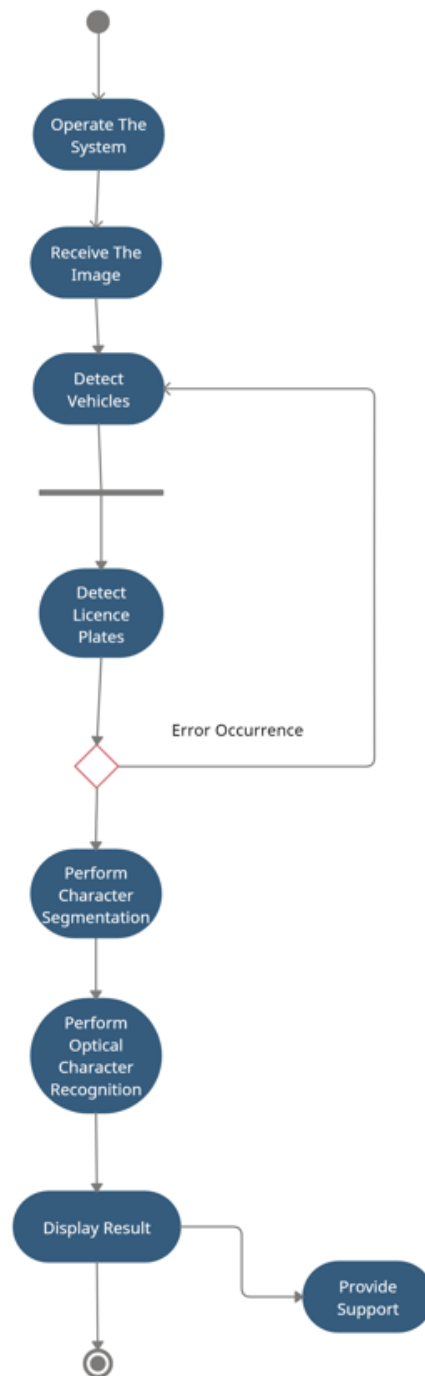 Operate The
System
Receive The
Image
Detect
Vehicles
Detect
Licence
Plates
Error Occurrence
Perform
Character
Segmentation
Perform
Optical
Character
Recognition
Display Result
Provide
Support